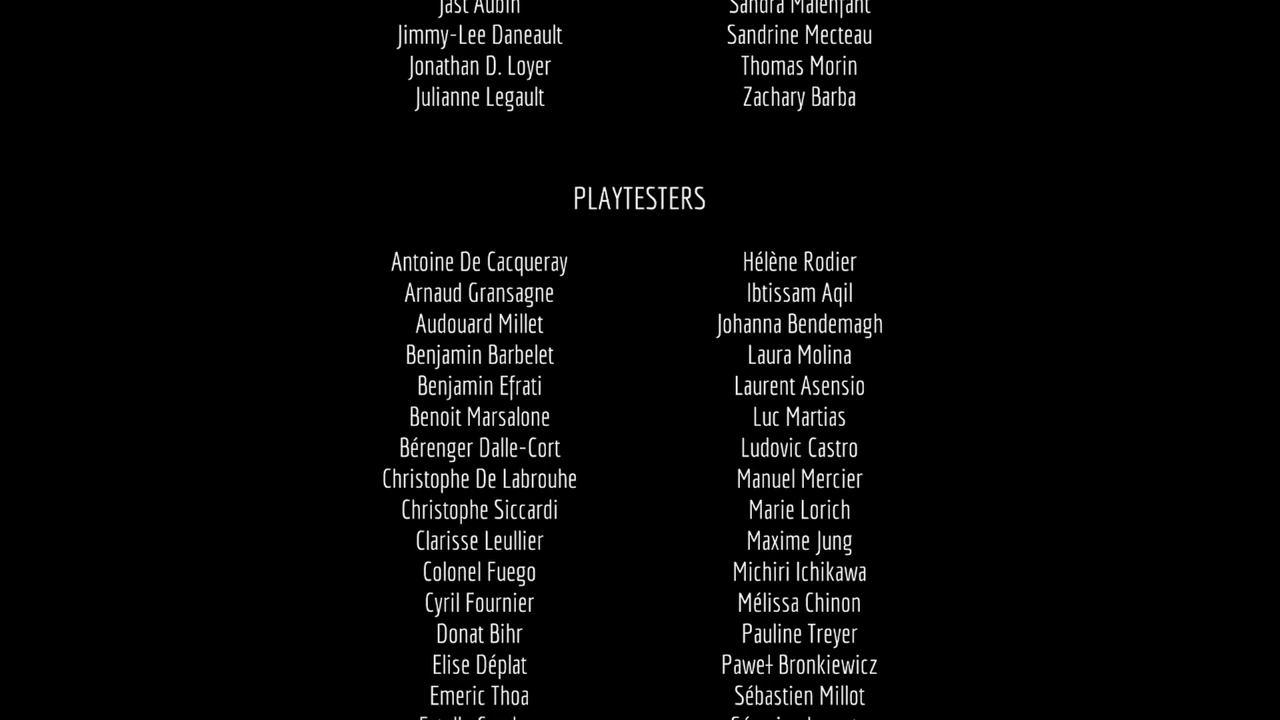 Jast Aubin
Jimmy-Lee Daneault
Jonathan D. Loyer
Julianne Legault
Sandra Malenfant
Sandrine Mecteau
Thomas Morin
Zachary Barba
PLAYTESTERS
Antoine De Cacqueray
Arnaud Gransagne
Audouard Millet
Benjamin Barbelet
Benjamin Efrati
Benoit Marsalone
Bérenger Dalle-Cort
Christophe De Labrouhe
Christophe Siccardi
Clarisse Leullier
Colonel Fuego
Cyril Fournier
Donat Bihr
Elise Déplat
Emeric Thoa
Hélène Rodier
Ibtissam Aqil
Johanna Bendemagh
Laura Molina
Laurent Asensio
Luc Martias
Ludovic Castro
Manuel Mercier
Marie Lorich
Maxime Jung
Michiri Ichikawa
Mélissa Chinon
Pauline Treyer
Paweł Bronkiewicz
Sébastien Millot